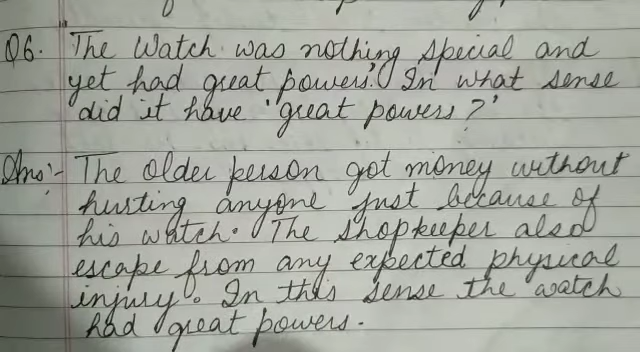 Q6. The Watch was nothing special and
yet had great powers'. In what sense
did it have 'great powers?'
Ans:- The older person got money without
hurting anyone just because of
his watch. The shopkeeper also
escape from any expected physical
injury. In this sense the watch
had great powers.